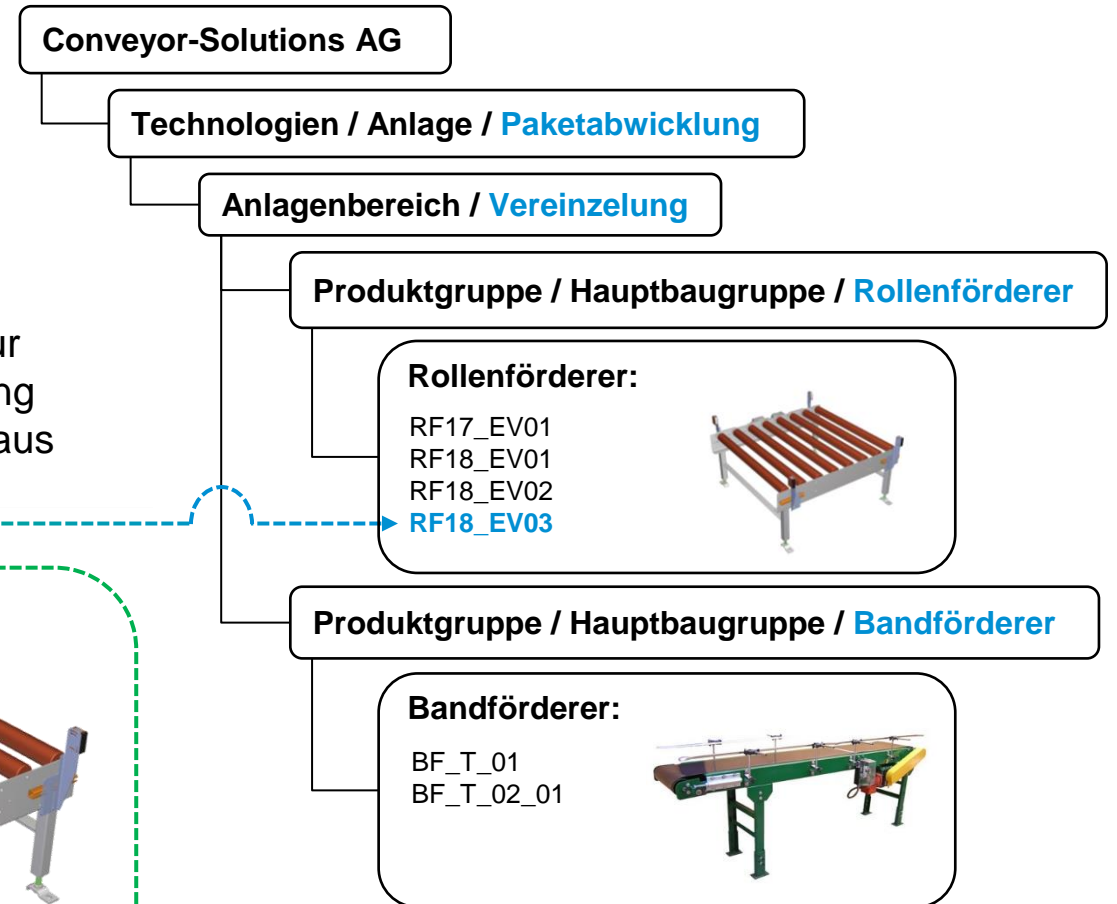 Conveyor-Solutions AG
Technologien / Anlage / Paketabwicklung
Anlagenbereich / Vereinzelung
Produktgruppe / Hauptbaugruppe / Rollenförderer
Rollenförderer:
RF17_EV01
RF18_EV01
RF18_EV02
RF18_EV03
Produktgruppe / Hauptbaugruppe / Bandförderer
Bandförderer:
BF_T_01
BF_T_02_01
aus